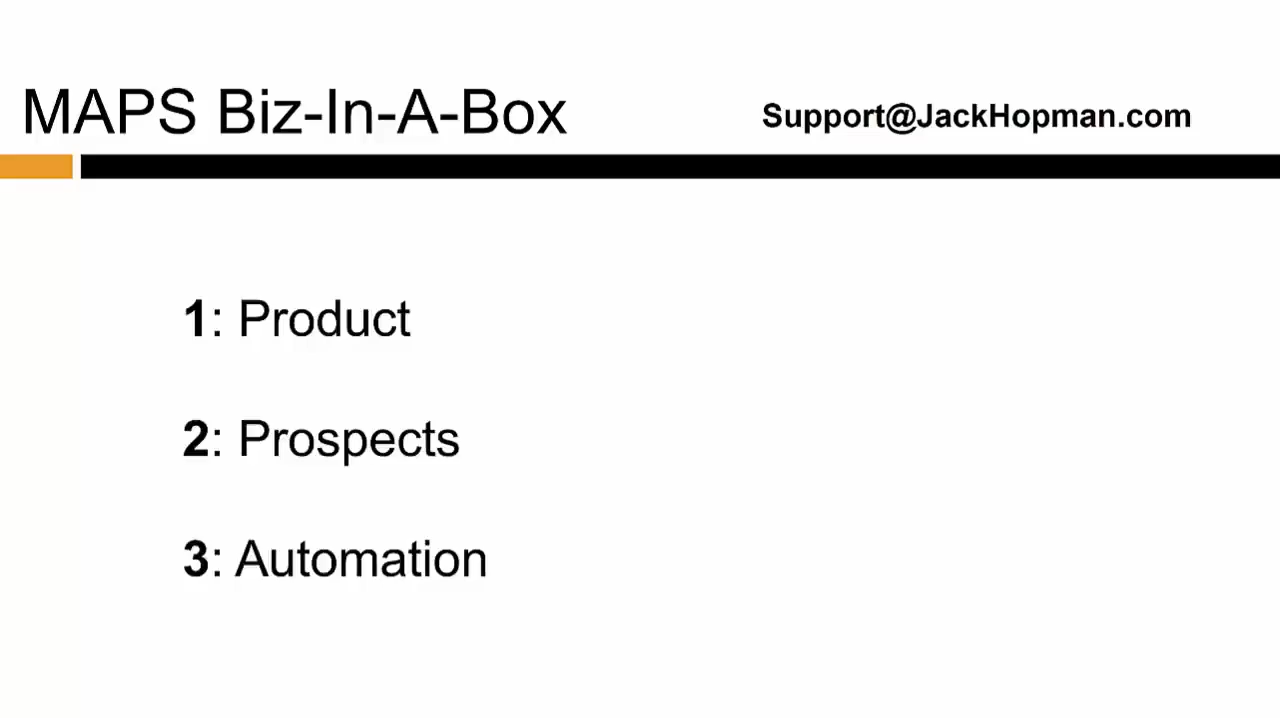 MAPS Biz-In-A-Box
Support@JackHopman.com
1: Product
2: Prospects
3: Automation